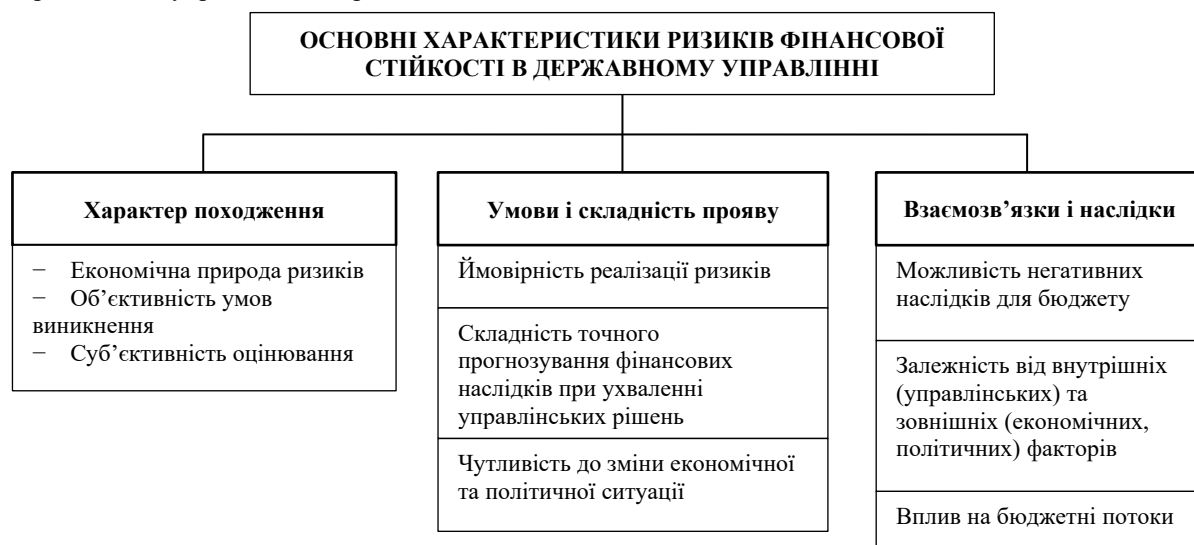 ОСНОВНІ ХАРАКТЕРИСТИКИ РИЗИКІВ ФІНАНСОВОЇ
СТІЙКОСТІ В ДЕРЖАВНОМУ УПРАВЛІННІ
Характер походження
− Економічна природа ризиків
− Об’єктивність умов
виникнення
− Суб’єктивність оцінювання
Умови і складність прояву
Ймовірність реалізації ризиків
Складність точного
прогнозування фінансових
наслідків при ухваленні
управлінських рішень
Чутливість до зміни економічної
та політичної ситуації
Взаємозв’язки і наслідки
Можливість негативних
наслідків для бюджету
Залежність від внутрішніх
(управлінських) та
зовнішніх (економічних,
політичних) факторів
Вплив на бюджетні потоки